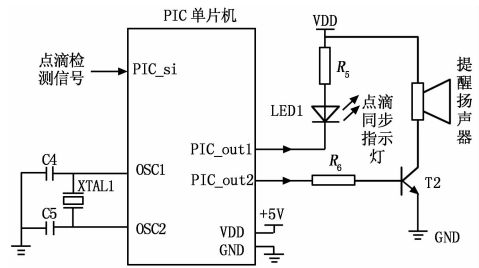 PIC 单片机
VDD
点滴检
测信号
PIC_si
R5
LED1
点滴
同步
指示
灯
提
醒
扬
声
器
PIC_out1
PIC_out2
R6
T2
C4
XTAL1
OSC1
C5
OSC2
+5V
VDD
GND
GND